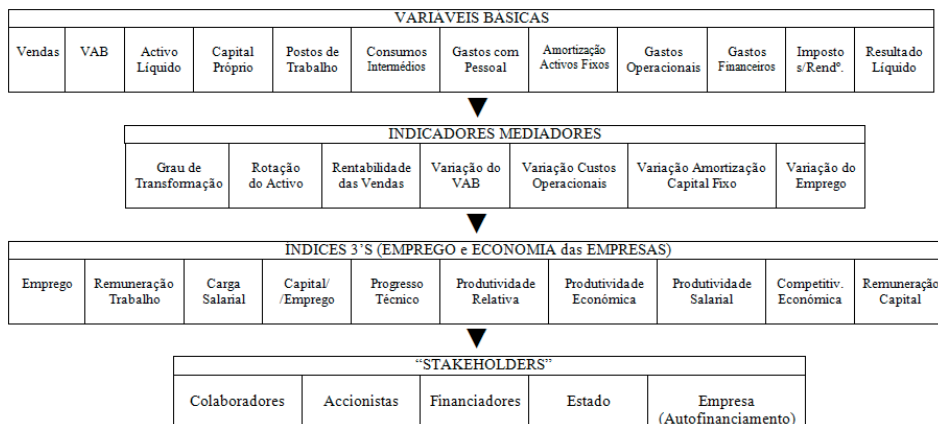 VARIÁVEIS BÁSICAS
Vendas
VAB
Activo
Líquido
Capital
Próprio
Postos de
Trabalho
Consumos
Intermédios
Gastos com
Pessoal
Amortização
Activos Fixos
Gastos
Operacionais
Gastos
Financeiros
Imposto
s/Rendº.
Resultado
Líquido
INDICADORES MEDIADORES
Grau de
Transformação
Rotação
do Activo
Rentabilidade
das Vendas
Variação do
VAB
Variação Custos
Operacionais
Variação Amortização
Capital Fixo
Variação do
Emprego
ÍNDICES 3’S (EMPREGO e ECONOMIA das EMPRESAS)
Emprego
Remuneração
Trabalho
Carga
Salarial
Capital/
/Emprego
Progresso
Técnico
Produtividade
Relativa
Produtividade
Económica
Produtividade
Salarial
Competitiv.
Económica
Remuneração
Capital
“STAKEHOLDERS”
Colaboradores
Accionistas
Financiadores
Estado
Empresa
(Autofinanciamento)